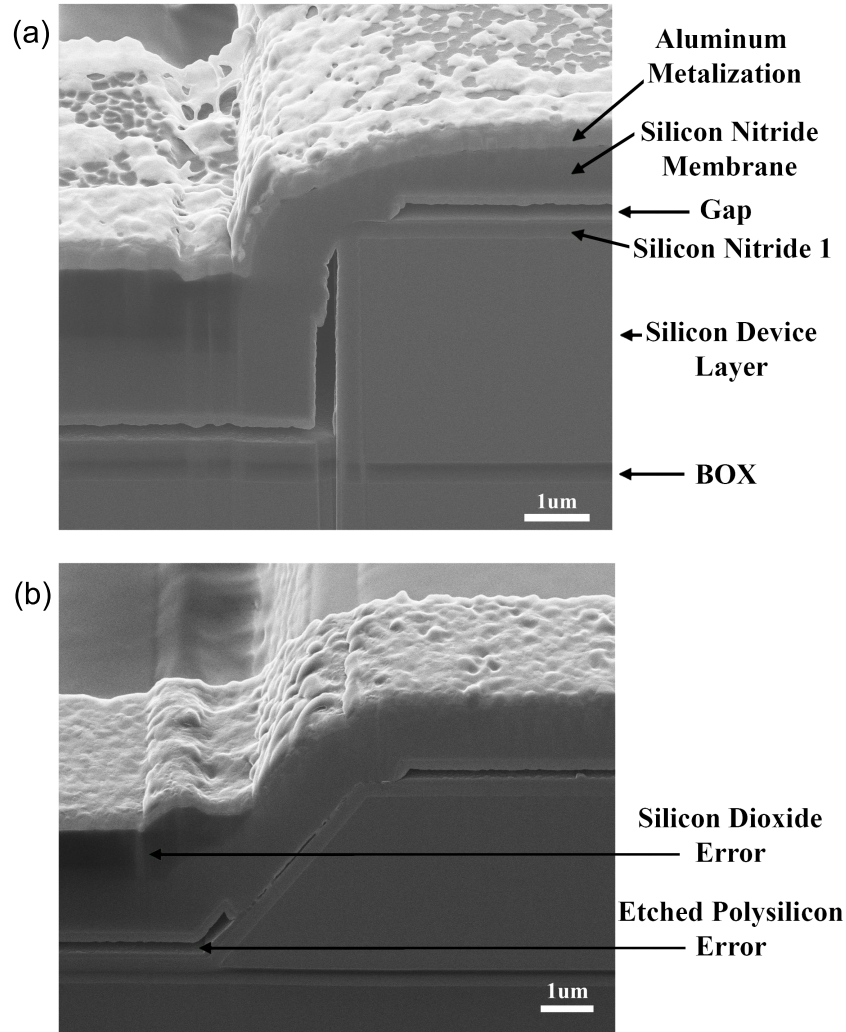 (a)
Aluminum
Metalization
Silicon Nitride
Membrane
Gap
Silicon Nitride 1
Silicon Device
Layer
BOX
1um
(b)
Silicon Dioxide
Error
Etched Polysilicon
Error
1um